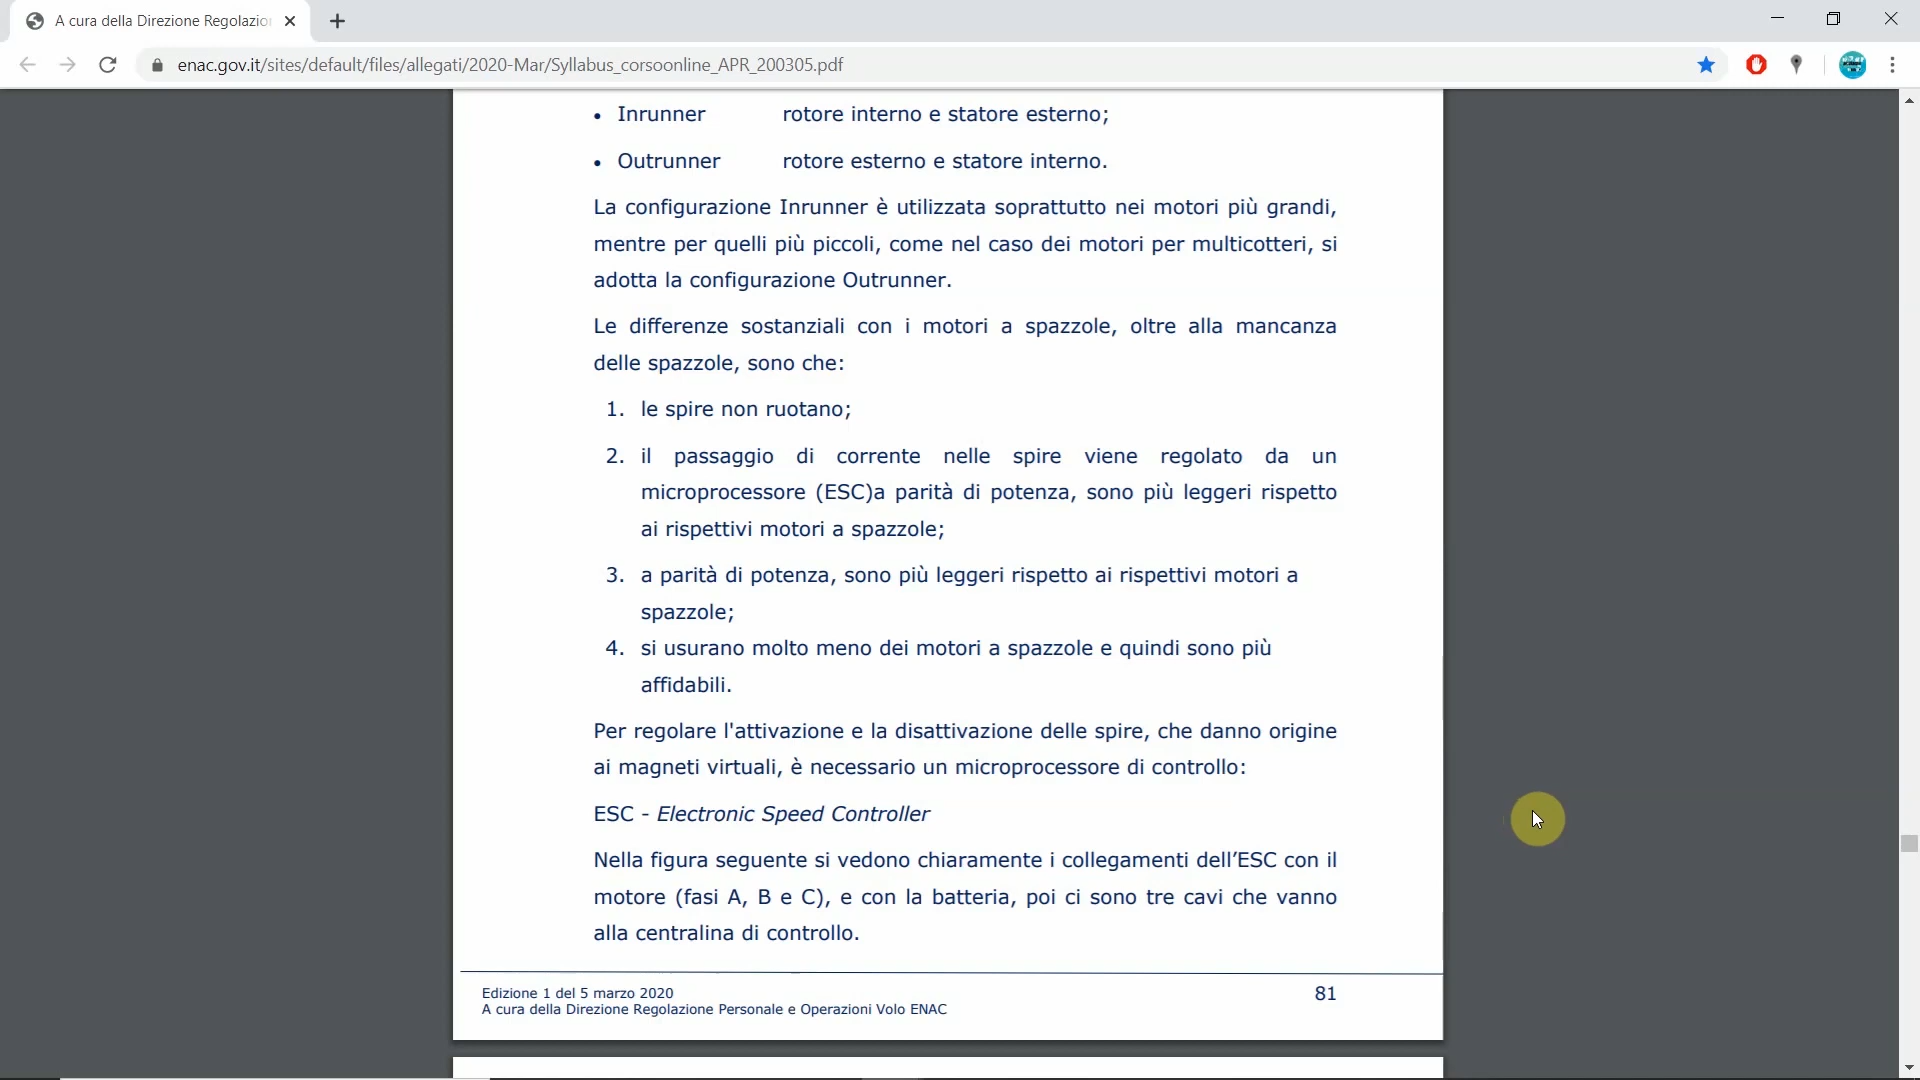 A cura della Direzione Regolazio
enac.gov.it/sites/default/files/allegati/2020-Mar/Syllabus_corsoonline_APR_200305.pdf
• Inrunner rotore interno e statore esterno;
• Outrunner rotore esterno e statore interno.
La configurazione Inrunner è utilizzata soprattutto nei motori più grandi,
mentre per quelli più piccoli, come nel caso dei motori per multicotteri, si
adotta la configurazione Outrunner.
Le differenze sostanziali con i motori a spazzole, oltre alla mancanza
delle spazzole, sono che:
1. le spire non ruotano;
2. il passaggio di corrente nelle spire viene regolato da un
microprocessore (ESC)a parità di potenza, sono più leggeri rispetto
ai rispettivi motori a spazzole;
3. a parità di potenza, sono più leggeri rispetto ai rispettivi motori a
spazzole;
4. si usurano molto meno dei motori a spazzole e quindi sono più
affidabili.
Per regolare l'attivazione e la disattivazione delle spire, che danno origine
ai magneti virtuali, è necessario un microprocessore di controllo:
ESC - Electronic Speed Controller
Nella figura seguente si vedono chiaramente i collegamenti dell’ESC con il
motore (fasi A, B e C), e con la batteria, poi ci sono tre cavi che vanno
alla centralina di controllo.
Edizione 1 del 5 marzo 2020 81
A cura della Direzione Regolazione Personale e Operazioni Volo ENAC